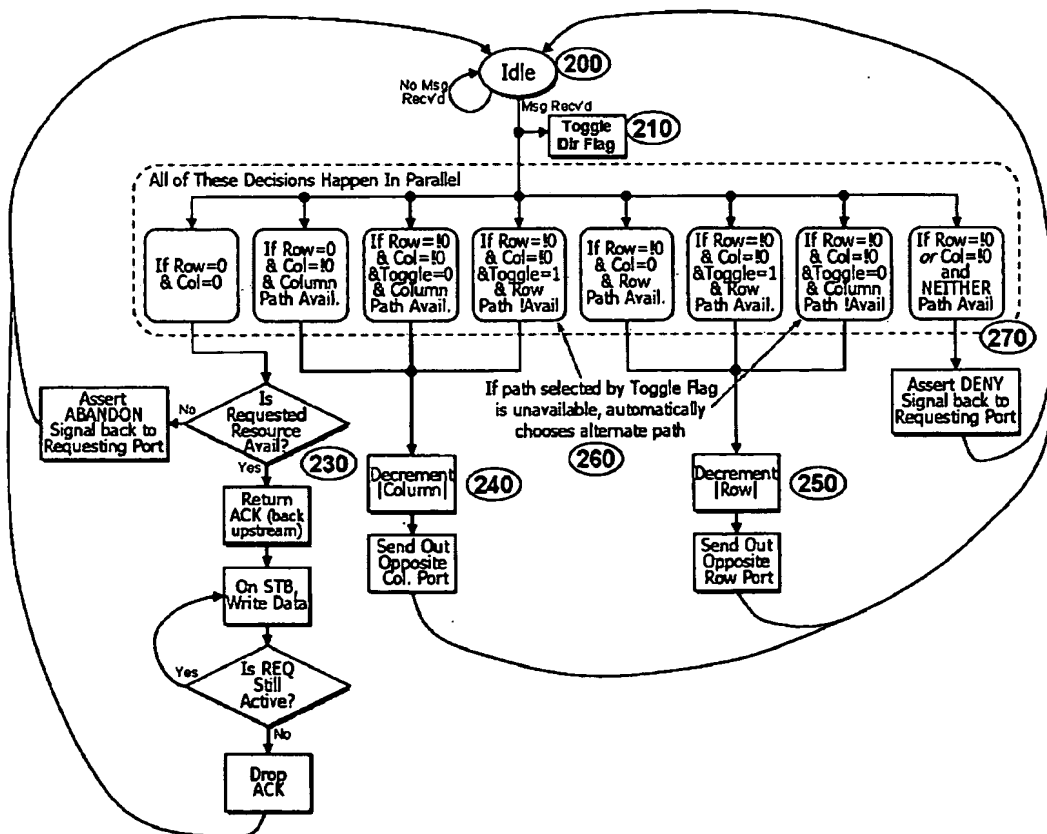 Idle
200
No Msg
Recv'd
Msg Recv'd
Toggle
Dir Flag
210
All of These Decisions Happen In Parallel
If Row=0
& Col=0
If Row=0
& Col=!0
& Column
Path Avail.
If Row=!0
& Col=!0
&Toggle=0
& Column
Path Avail.
If Row=!0
& Col=!0
&Toggle=1
& Row
Path !Avail
If Row=!0
& Col=0
& Row
Path Avail.
If Row=!0
& Col=!0
&Toggle=1
& Row
Path Avail.
If Row=!0
& Col=!0
&Toggle=0
& Column
Path !Avail
If Row=!0
or Col=!0
and
NEITHER
Path Avail
270
Assert
ABANDON
Signal back to
Requesting Port
No
Is
Requested
Resource
Avail?
230
Yes
If path selected by Toggle Flag
is unavailable, automatically
chooses alternate path
260
Assert DENY
Signal back to
Requesting Port
Return
ACK (back
upstream)
Decrement
|Column|
240
Decrement
|Row|
250
Send Out
Opposite
Col. Port
Send Out
Opposite
Row Port
On STB,
Write Data
Yes
Is REQ
Still
Active?
No
Drop
ACK